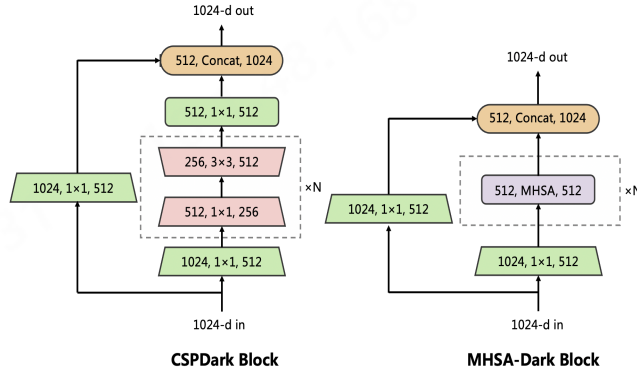 1024-d out
512, Concat, 1024
512, 1×1, 512
256, 3×3, 512
×N
1024, 1×1, 512
512, 1×1, 256
1024, 1×1, 512
1024-d in
CSPDark Block
1024-d out
512, Concat, 1024
512, MHSA, 512
×N
1024, 1×1, 512
1024, 1×1, 512
1024-d in
MHSA-Dark Block